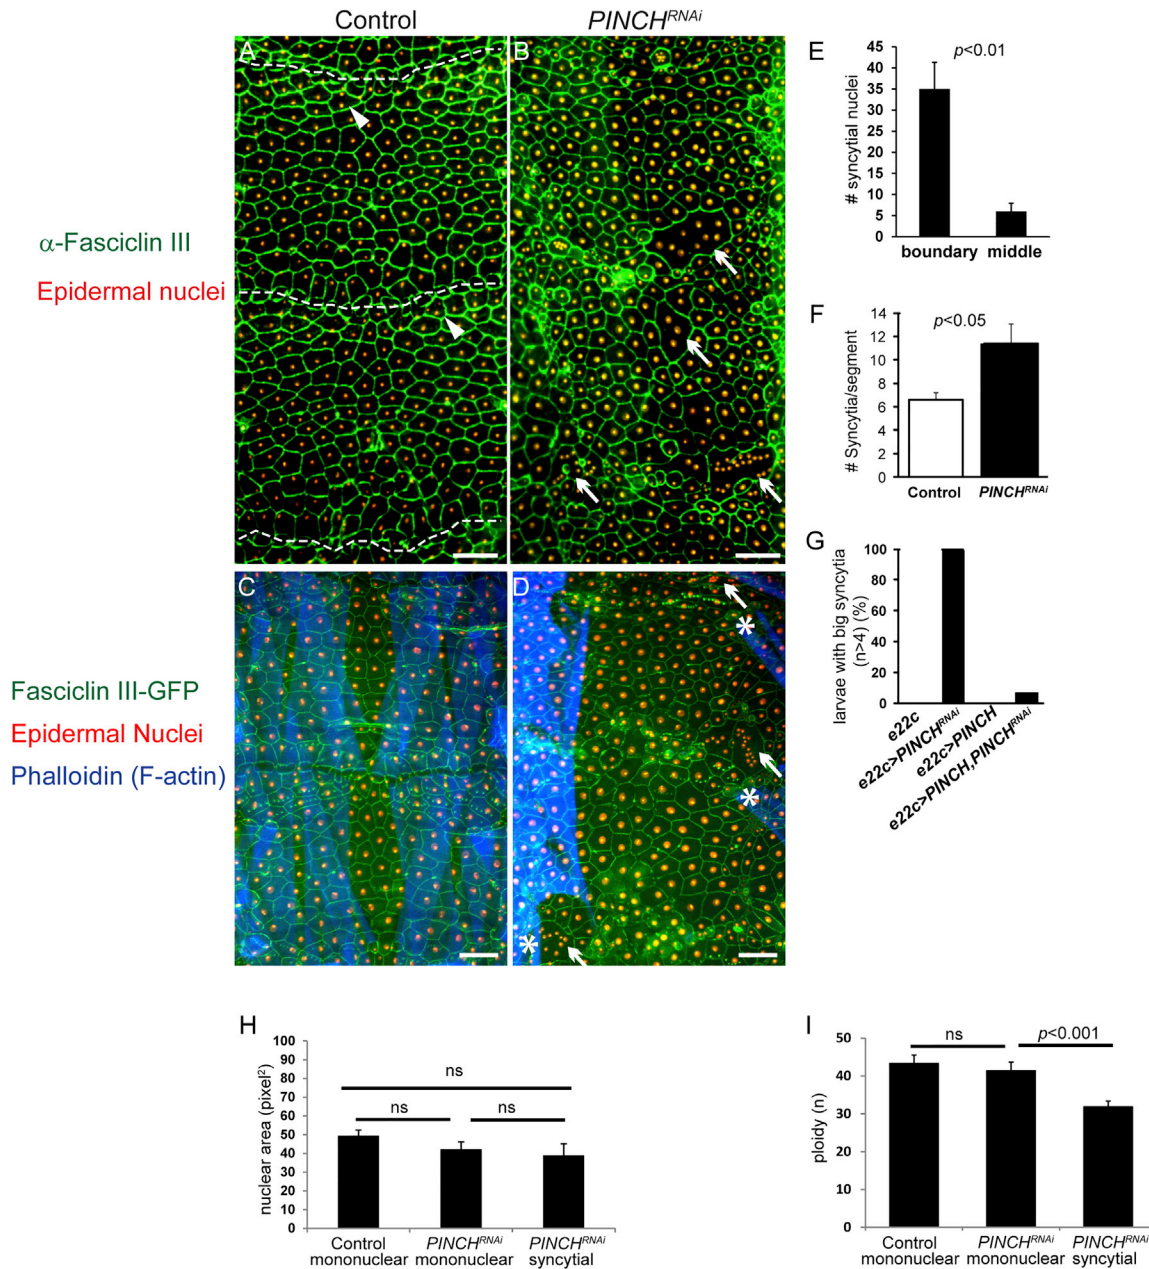 Control
PINCH^RNAi
A
B
α-Fasciclin III
Epidermal nuclei
C
D
*
*
*
Fasciclin III-GFP
Epidermal Nuclei
Phalloidin (F-actin)
E
p<0.01
# syncytial nuclei
45
40
35
30
25
20
15
10
5
0
boundary middle
F
p<0.05
# Syncytia/segment
14
12
10
8
6
4
2
0
Control PINCH^RNAi
G
larvae with big syncytia
(n>4) (%)
100
80
60
40
20
0
e22c
e22c>PINCH^RNAi
e22c>PINCH
e22c>PINCH,PINCH^RNAi
H
nuclear area (pixel²)
100
90
80
70
60
50
40
30
20
10
0
ns
ns
ns
Control
mononuclear
PINCH^RNAi
mononuclear
PINCH^RNAi
syncytial
I
ploidy (n)
50
40
30
20
10
0
ns
p<0.001
Control
mononuclear
PINCH^RNAi
mononuclear
PINCH^RNAi
syncytial